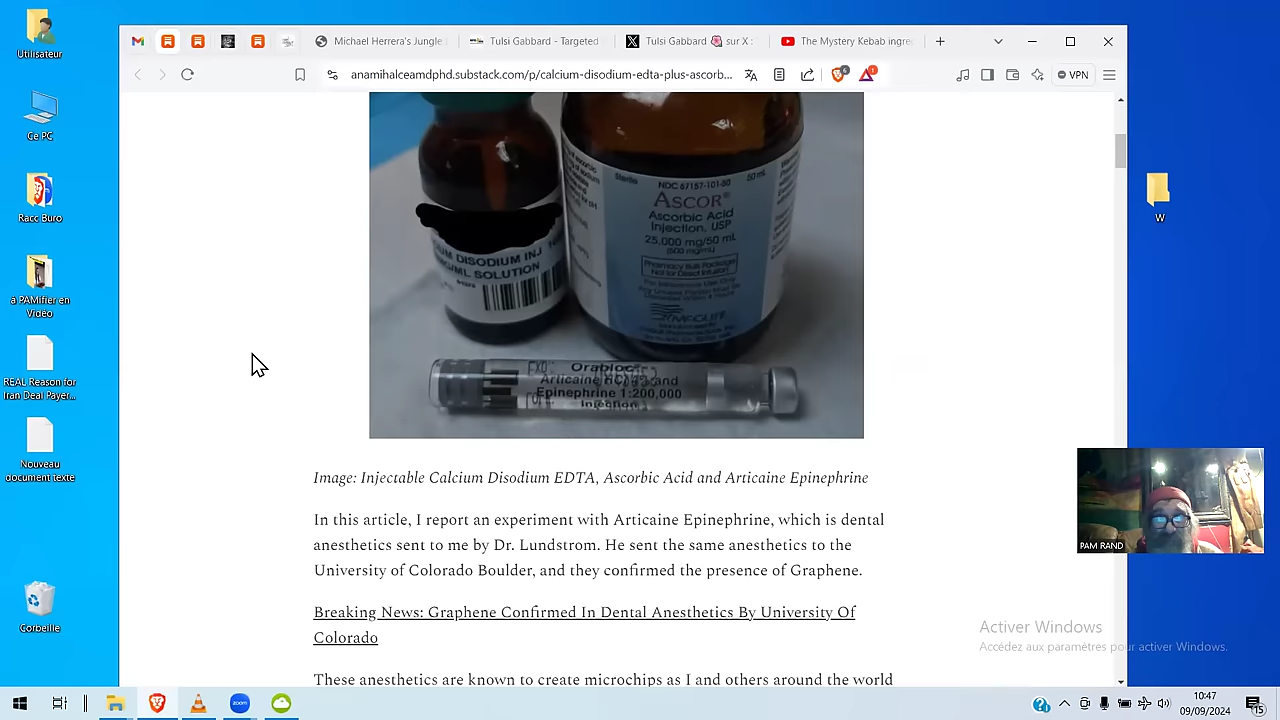 Utilisateur
Ce PC
Racc Buro
à PAMifier en
Vidéo
REAL Reason for
Iran Deal Payer...
Nouveau
document texte
Corbeille
W
Michael Herrera's Jungle
Tulsi Gabbard - Targeted
Tulsi Gabbard 🌺 sur X :
The Mystery Kebab ingre
anamihalceamdphd.substack.com/p/calcium-disodium-edta-plus-ascorb...
VPN
UM DISODIUM INJ
ML SOLUTION
Sterile NDC 67157-101-50 50 mL
ASCOR®
Ascorbic Acid
Injection, USP
25,000 mg/50 mL
(500 mg/mL)
Pharmacy Bulk Package
Not for Direct Infusion
Orabloc
Articaine HCl 4% and
Epinephrine 1:200,000
Injection
Image: Injectable Calcium Disodium EDTA, Ascorbic Acid and Articaine Epinephrine
In this article, I report an experiment with Articaine Epinephrine, which is dental
anesthetics sent to me by Dr. Lundstrom. He sent the same anesthetics to the
University of Colorado Boulder, and they confirmed the presence of Graphene.
Breaking News: Graphene Confirmed In Dental Anesthetics By University Of
Colorado
These anesthetics are known to create microchips as I and others around the world
PAM RAND
Activer Windows
Accédez aux paramètres pour activer Windows.
zoom
10:47
09/09/2024
15